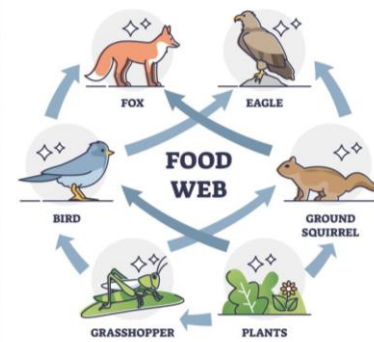 FOX
EAGLE
FOOD
WEB
BIRD
GROUND
SQUIRREL
GRASSHOPPER
PLANTS